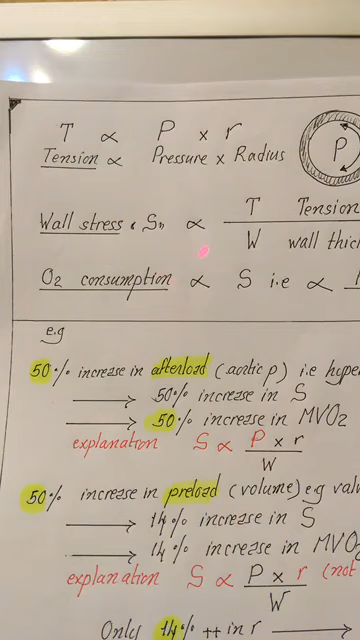 T ∝ P x r
Tension ∝ Pressure x Radius
P
Wall stress "S" ∝ T / W Tension / wall thick
O2 consumption ∝ S i.e ∝
e.g
50% increase in afterload (aortic p) i.e hype
→ 50% increase in S
→ 50% increase in MVO2
explanation S ∝ P x r / W
50% increase in preload (volume) e.g valv
→ 14% increase in S
→ 14% increase in MVO2
explanation S ∝ P x r / W (not
Only 14% ++ in r →